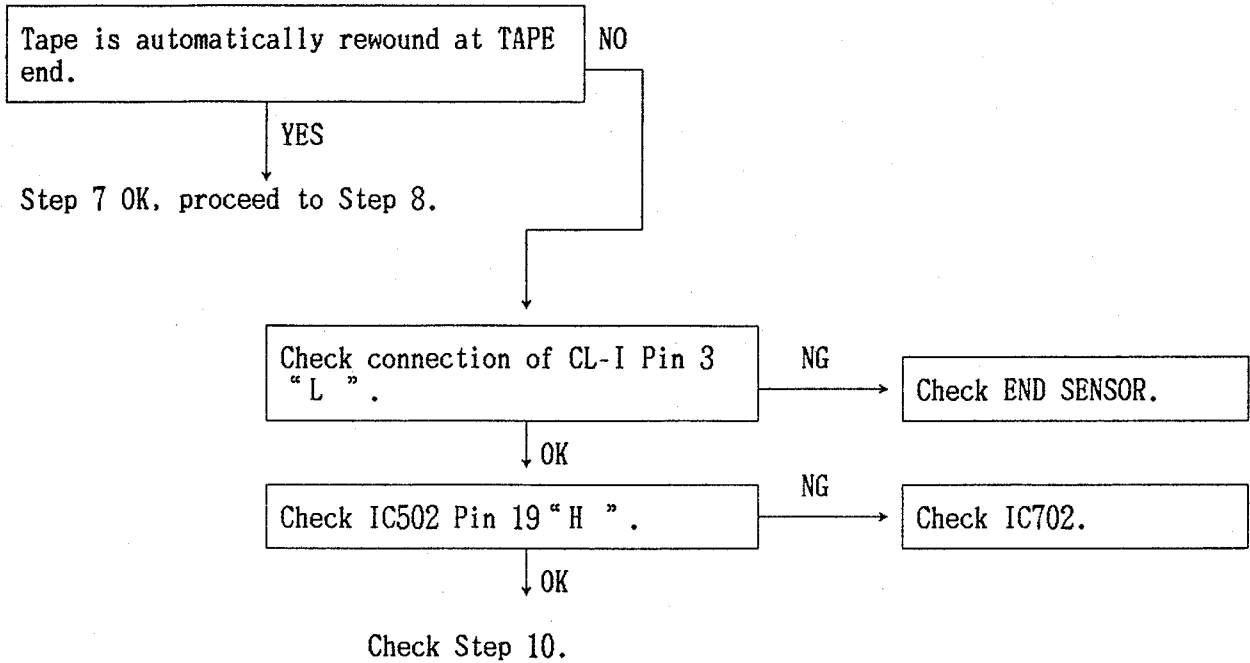 Tape is automatically rewound at TAPE
end.
NO
YES
Step 7 OK, proceed to Step 8.
Check connection of CL-I Pin 3
“L ”.
NG
Check END SENSOR.
OK
Check IC502 Pin 19 “H ”.
NG
Check IC702.
OK
Check Step 10.